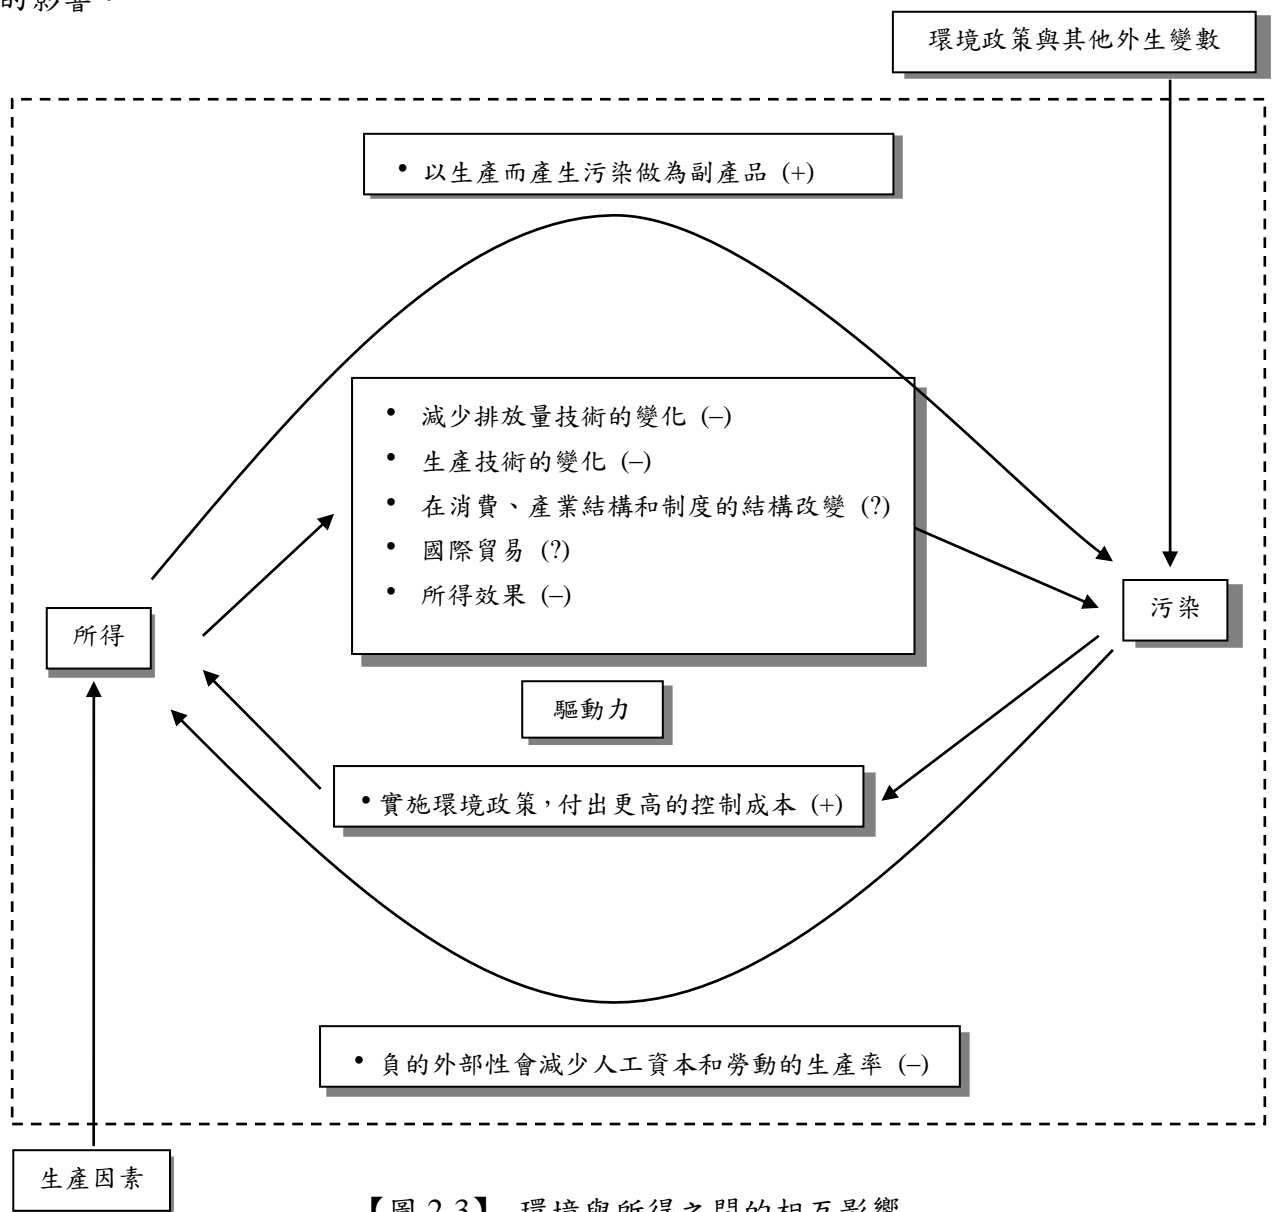 的影響。
環境政策與其他外生變數
• 以生產而產生污染做為副產品 (+)
• 減少排放量技術的變化 (–)
• 生產技術的變化 (–)
• 在消費、產業結構和制度的結構改變 (?)
• 國際貿易 (?)
• 所得效果 (–)
所得
污染
驅動力
• 實施環境政策，付出更高的控制成本 (+)
• 負的外部性會減少人工資本和勞動的生產率 (–)
生產因素
【圖 2.3】 環境與所得之間的相互影響